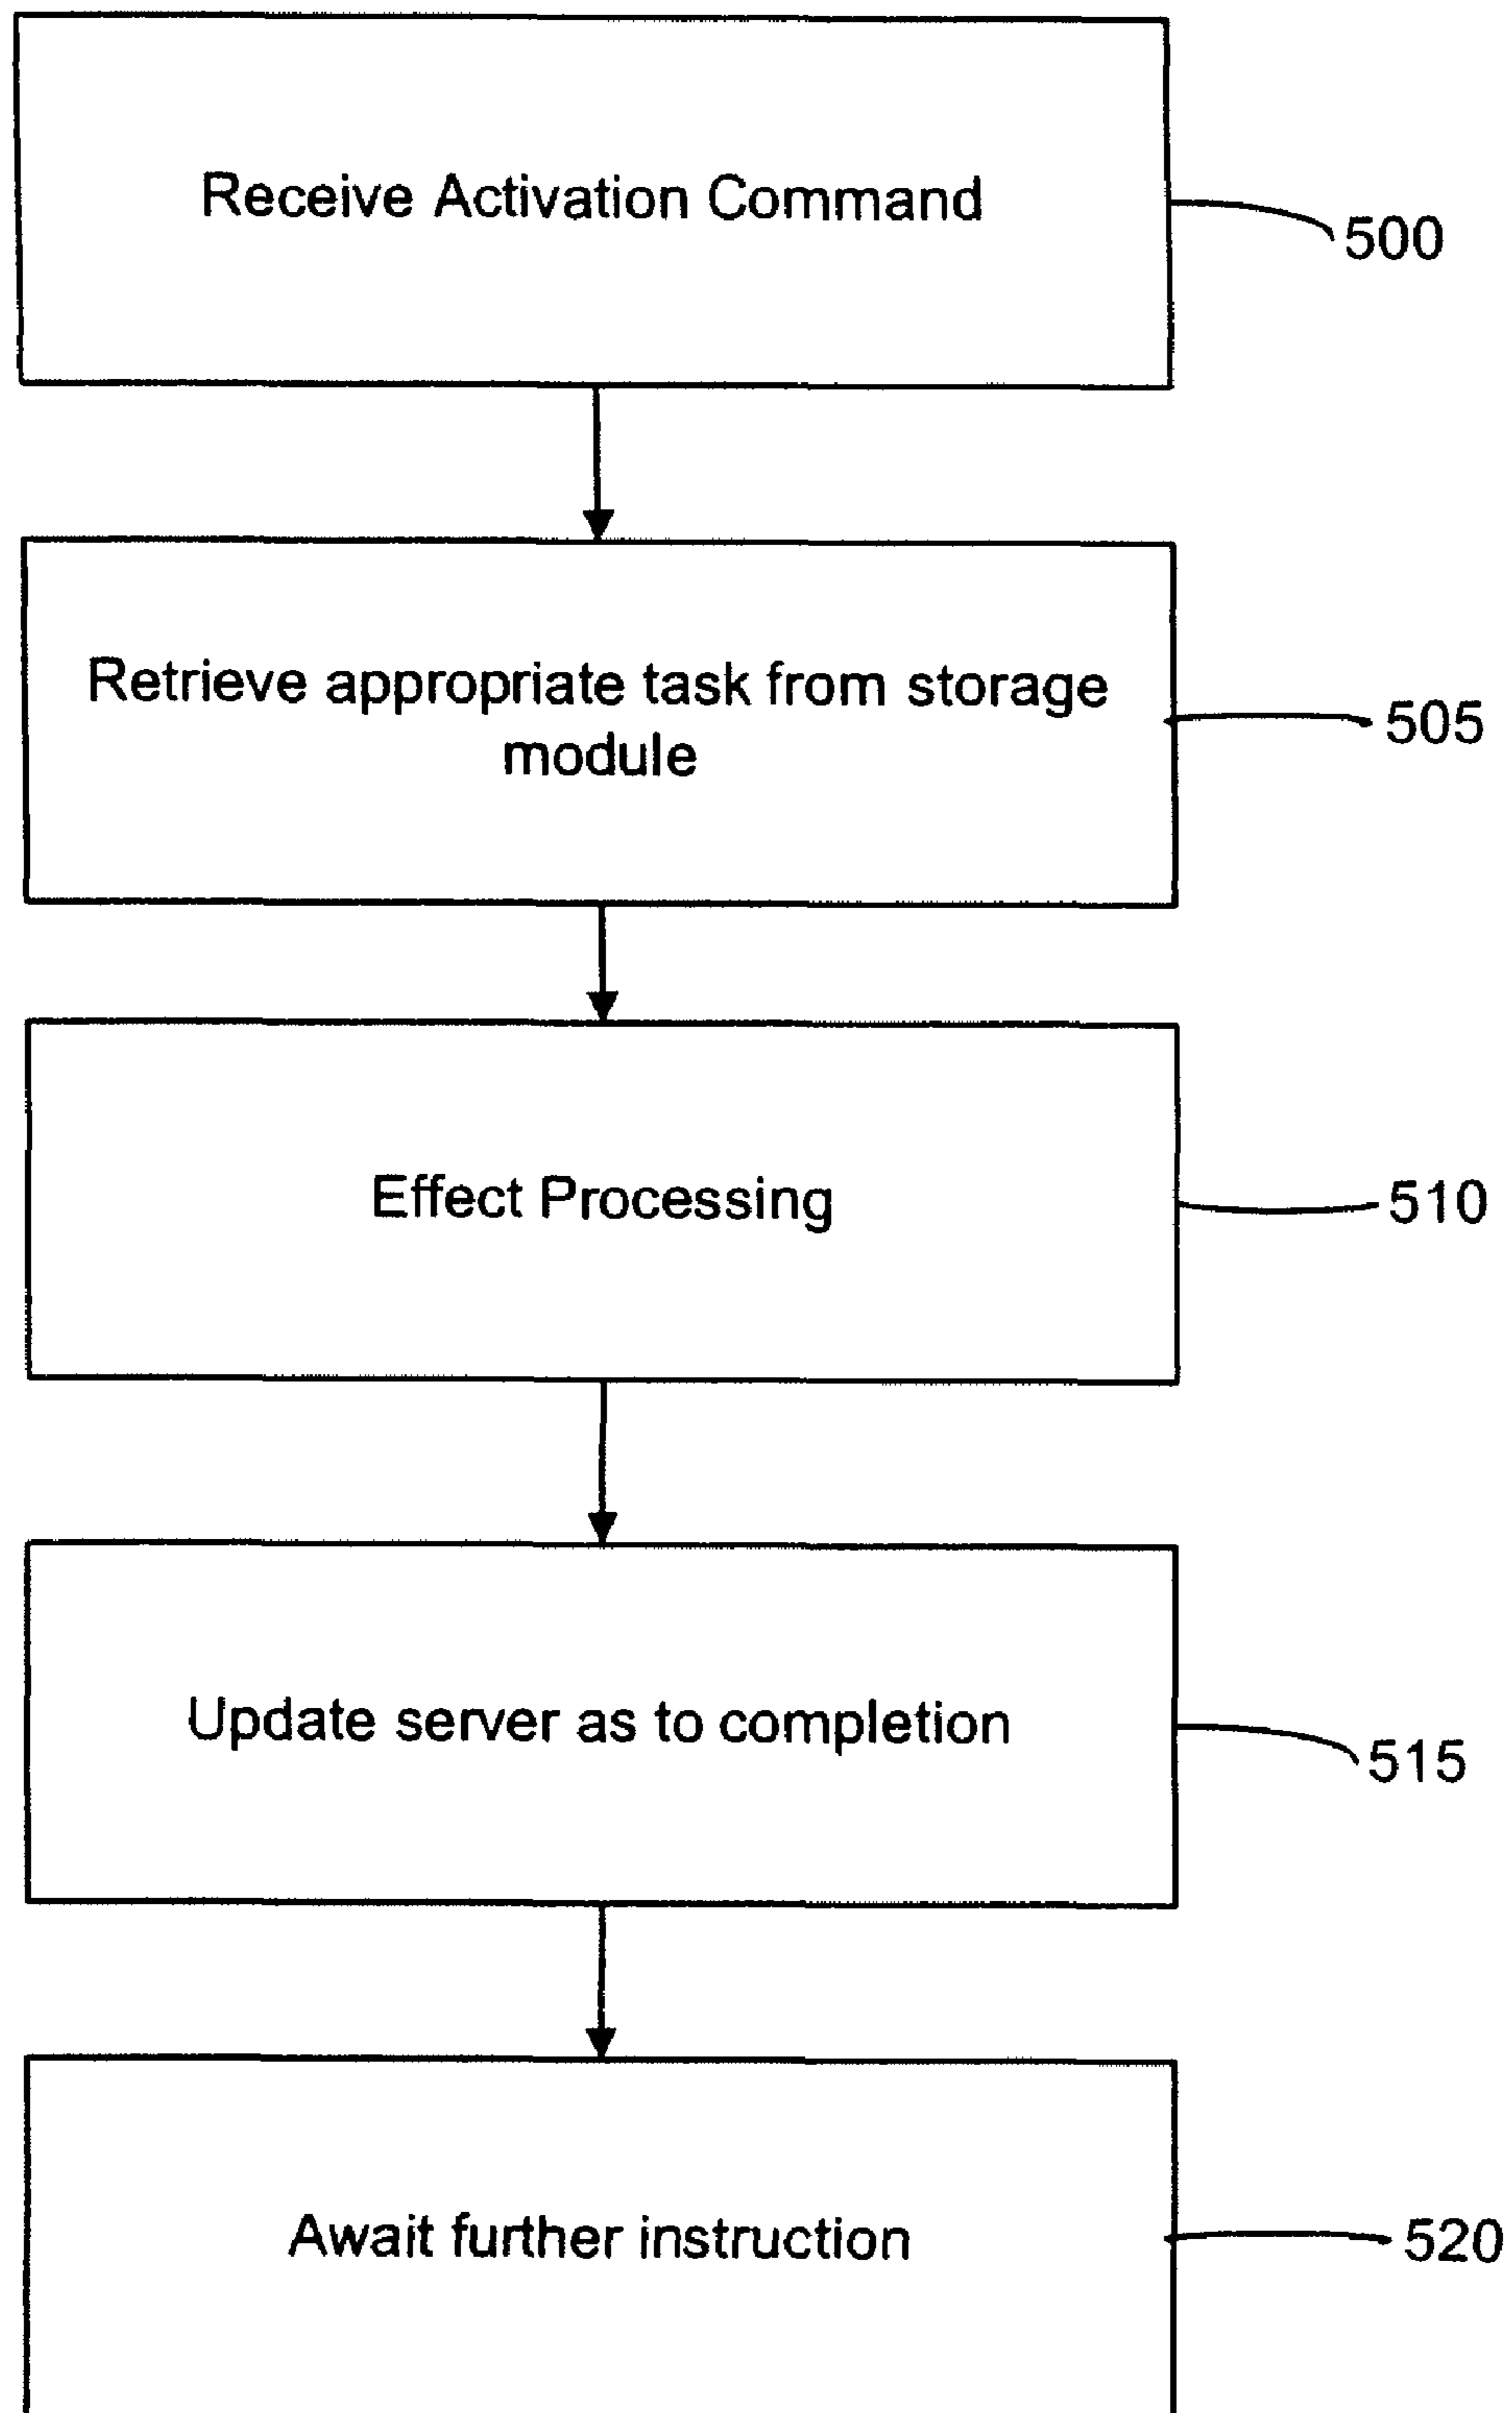 Receive Activation Command
500
Retrieve appropriate task from storage
module
505
Effect Processing
510
Update server as to completion
515
Await further instruction
520